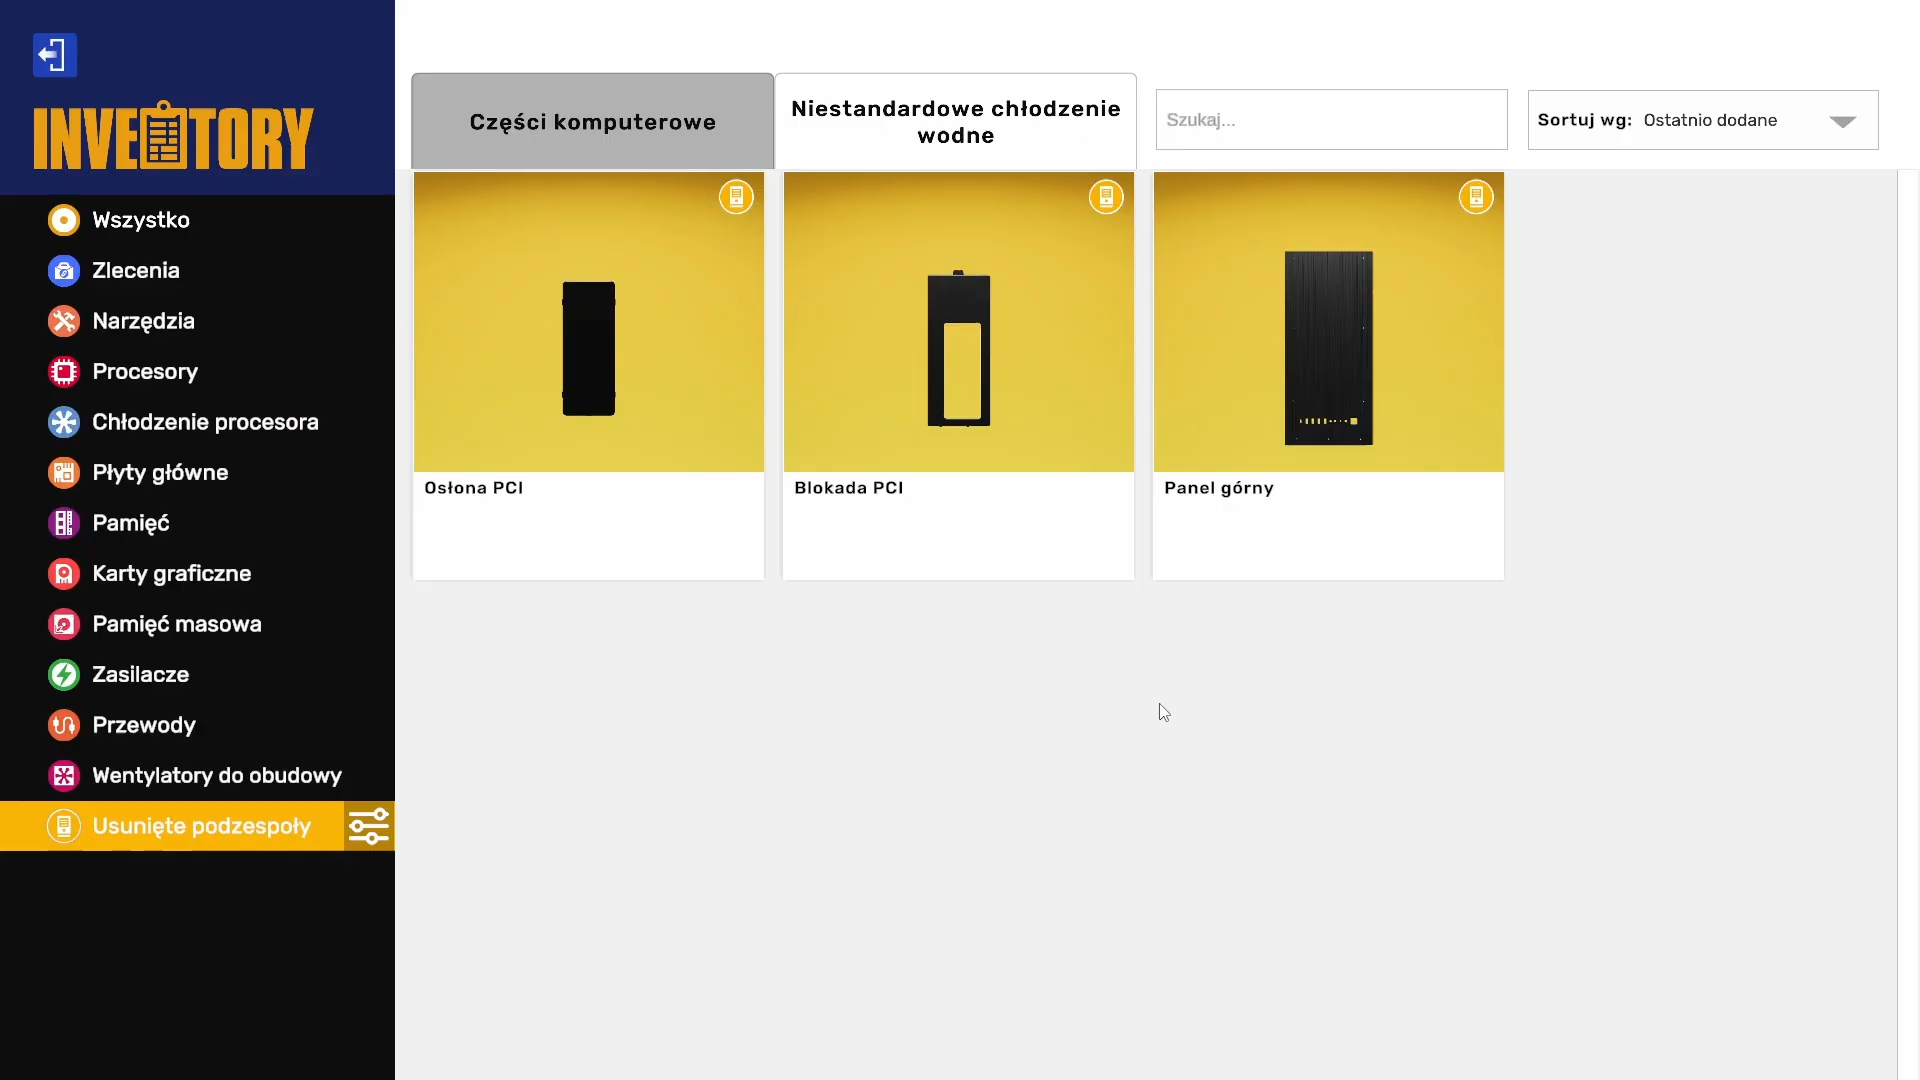 INVENTORY
Wszystko
Zlecenia
Narzędzia
Procesory
Chłodzenie procesora
Płyty główne
Pamięć
Karty graficzne
Pamięć masowa
Zasilacze
Przewody
Wentylatory do obudowy
Usunięte podzespoły
Części komputerowe
Niestandardowe chłodzenie
wodne
Szukaj...
Sortuj wg: Ostatnio dodane
Osłona PCI
Blokada PCI
Panel górny